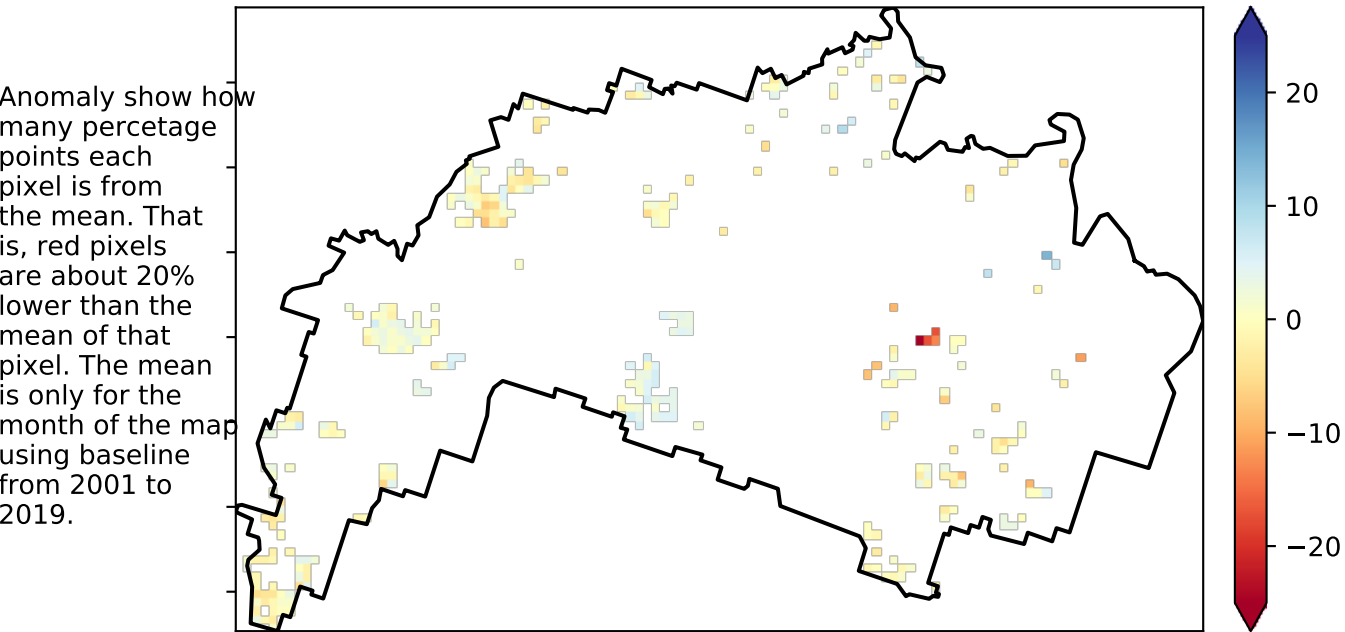 Anomaly show how
many percetage
points each
pixel is from
the mean. That
is, red pixels
are about 20%
lower than the
mean of that
pixel. The mean
is only for the
month of the map
using baseline
from 2001 to
2019.
20
10
0
−10
−20